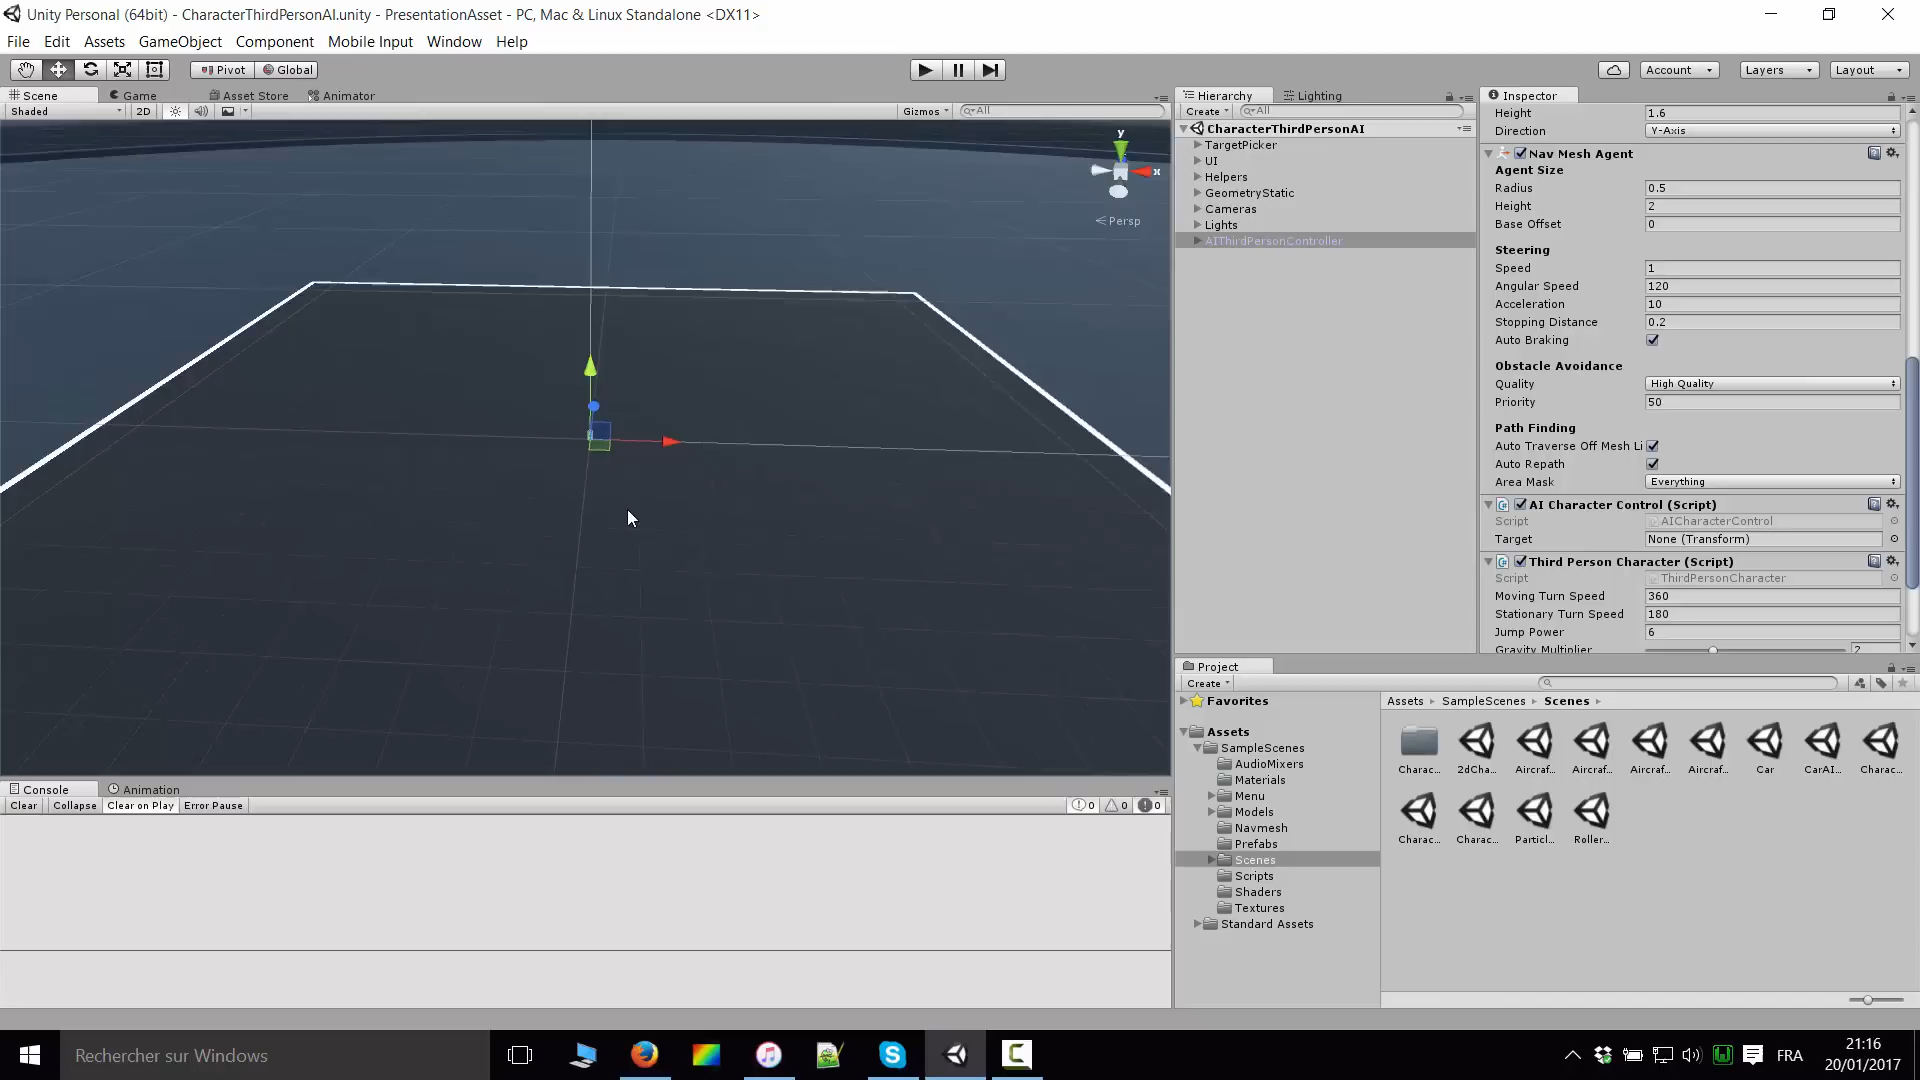 Unity Personal (64bit) - CharacterThirdPersonAI.unity - PresentationAsset - PC, Mac & Linux Standalone <DX11>
File Edit Assets GameObject Component Mobile Input Window Help
Pivot Global Account Layers Layout
Scene Game Asset Store Animator
Shaded 2D Gizmos All
y
x
Persp
Hierarchy Lighting
Create All
CharacterThirdPersonAI
TargetPicker
UI
Helpers
GeometryStatic
Cameras
Lights
AIThirdPersonController
Inspector
Height 1.6
Direction Y-Axis
Nav Mesh Agent
Agent Size
Radius 0.5
Height 2
Base Offset 0
Steering
Speed 1
Angular Speed 120
Acceleration 10
Stopping Distance 0.2
Auto Braking
Obstacle Avoidance
Quality High Quality
Priority 50
Path Finding
Auto Traverse Off Mesh Li
Auto Repath
Area Mask Everything
AI Character Control (Script)
Script AICharacterControl
Target None (Transform)
Third Person Character (Script)
Script ThirdPersonCharacter
Moving Turn Speed 360
Stationary Turn Speed 180
Jump Power 6
Gravity Multiplier 2
Console Animation
Clear Collapse Clear on Play Error Pause 0 0 0
Project
Create
Favorites
Assets
SampleScenes
AudioMixers
Materials
Menu
Models
Navmesh
Prefabs
Scenes
Scripts
Shaders
Textures
Standard Assets
Assets SampleScenes Scenes
Charac... 2dCha... Aircraf... Aircraf... Aircraf... Aircraf... Car CarAI... Charac...
Charac... Charac... Particl... Roller...
Rechercher sur Windows
FRA
21:16
20/01/2017